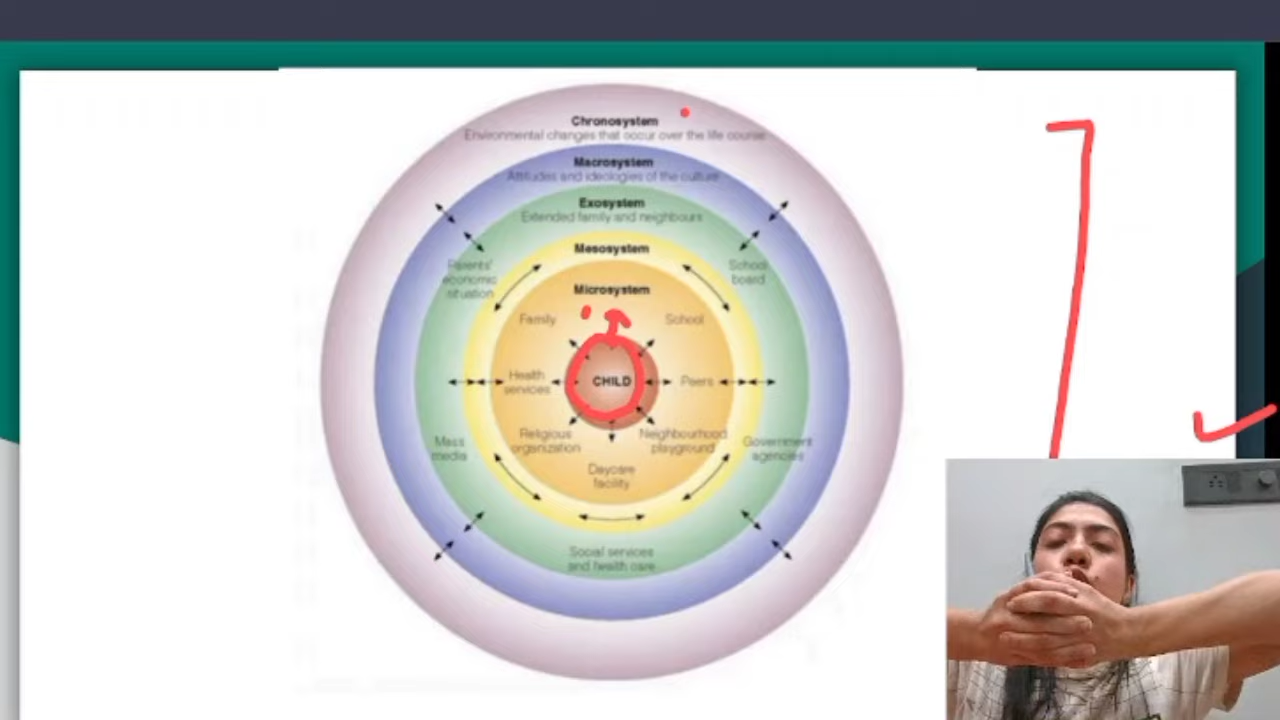 Chronosystem
Environmental changes that occur over the life course
Macrosystem
Attitudes and ideologies of the culture
Exosystem
Extended family and neighbours
Mesosystem
Parents'
economic
situation
School
board
Microsystem
Family
School
Health
services
CHILD
Peers
Religious
organization
Neighbourhood
playground
Mass
media
Government
agencies
Daycare
facility
Social services
and health care